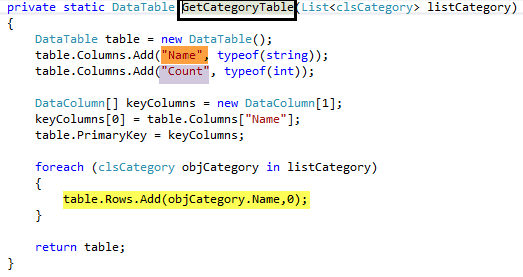 private static DataTable GetCategoryTable(List<clsCategory> listCategory)
{
DataTable table = new DataTable();
table.Columns.Add("Name", typeof(string));
table.Columns.Add("Count", typeof(int));
DataColumn[] keyColumns = new DataColumn[1];
keyColumns[0] = table.Columns["Name"];
table.PrimaryKey = keyColumns;
foreach (clsCategory objCategory in listCategory)
{
table.Rows.Add(objCategory.Name,0);
}
return table;
}